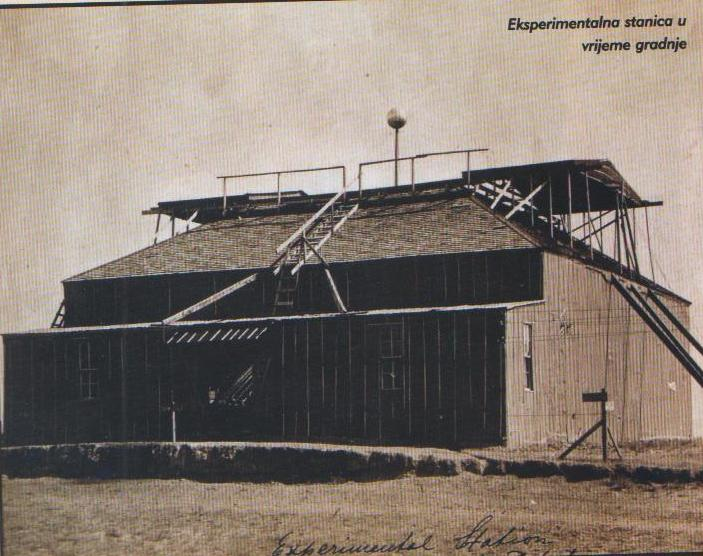 Eksperimentalna stanica u
vrijeme gradnje
Experimental Station